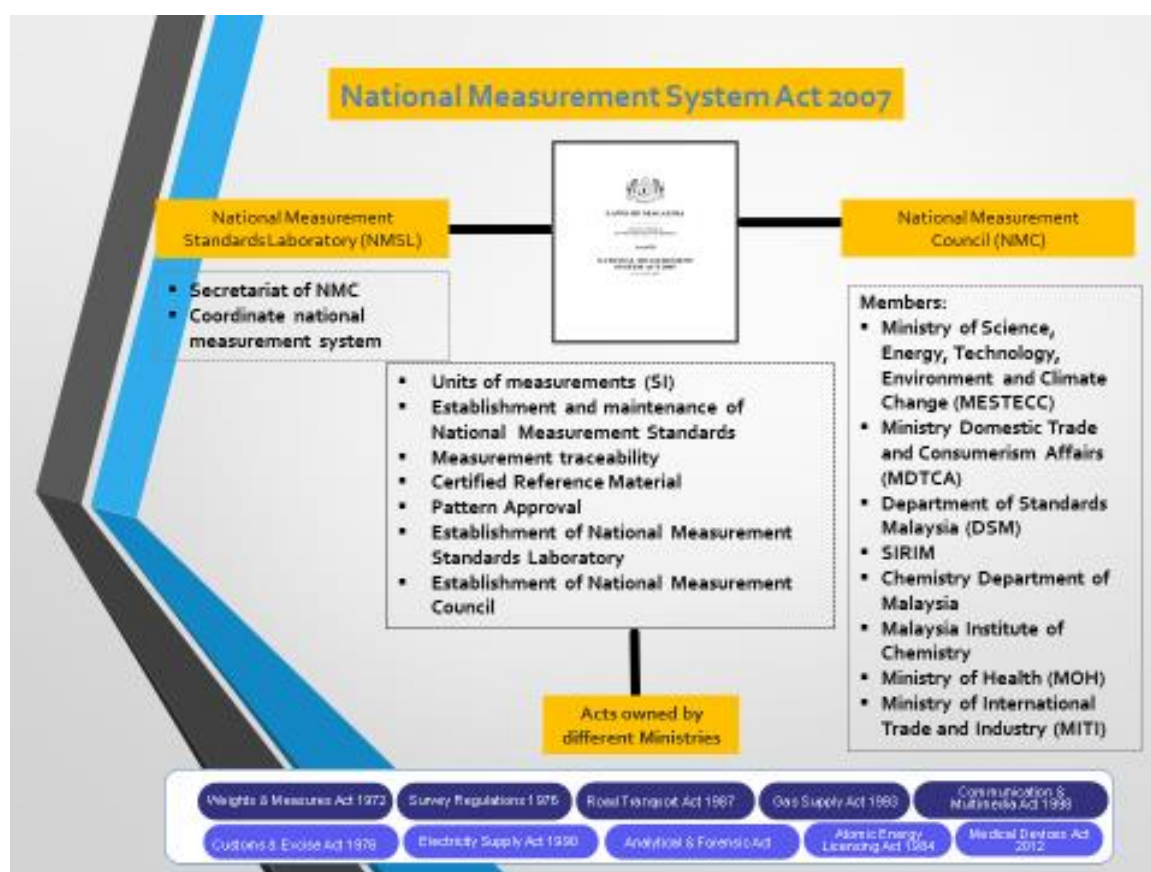 National Measurement System Act 2007
National Measurement
Standards Laboratory (NMSL)
▪ Secretariat of NMC
▪ Coordinate national
measurement system
NATIONAL MEASUREMENT
SYSTEM ACT 2007
National Measurement
Council (NMC)
Members:
▪ Ministry of Science,
Energy, Technology,
Environment and Climate
Change (MESTECC)
▪ Ministry Domestic Trade
and Consumerism Affairs
(MDTCA)
▪ Department of Standards
Malaysia (DSM)
▪ SIRIM
▪ Chemistry Department of
Malaysia
▪ Malaysia Institute of
Chemistry
▪ Ministry of Health (MOH)
▪ Ministry of International
Trade and Industry (MITI)
▪ Units of measurements (SI)
▪ Establishment and maintenance of
National Measurement Standards
▪ Measurement traceability
▪ Certified Reference Material
▪ Pattern Approval
▪ Establishment of National Measurement
Standards Laboratory
▪ Establishment of National Measurement
Council
Acts owned by
different Ministries
Weights & Measures Act 1972
Survey Regulations 1976
Road Transport Act 1987
Gas Supply Act 1993
Communication &
Multimedia Act 1998
Customs & Excise Act 1976
Electricity Supply Act 1990
Analytical & Forensic Act
Atomic Energy
Licensing Act 1984
Medical Devices Act
2012